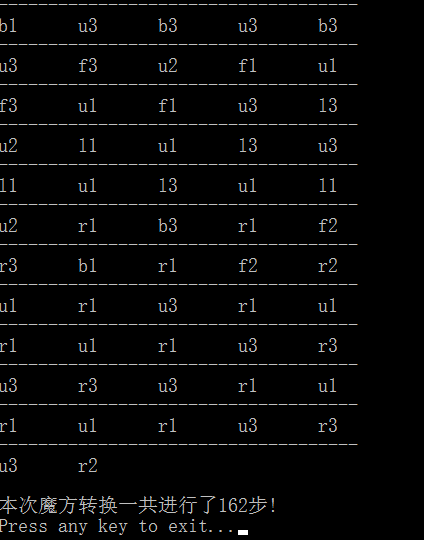 b1 u3 b3 u3 b3
u3 f3 u2 f1 u1
f3 u1 f1 u3 l3
u2 l1 u1 l3 u3
l1 u1 l3 u1 l1
u2 r1 b3 r1 f2
r3 b1 r1 f2 r2
u1 r1 u3 r1 u1
r1 u1 r1 u3 r3
u3 r3 u3 r1 u1
r1 u1 r1 u3 r3
u3 r2
本次魔方转换一共进行了162步!
Press any key to exit...